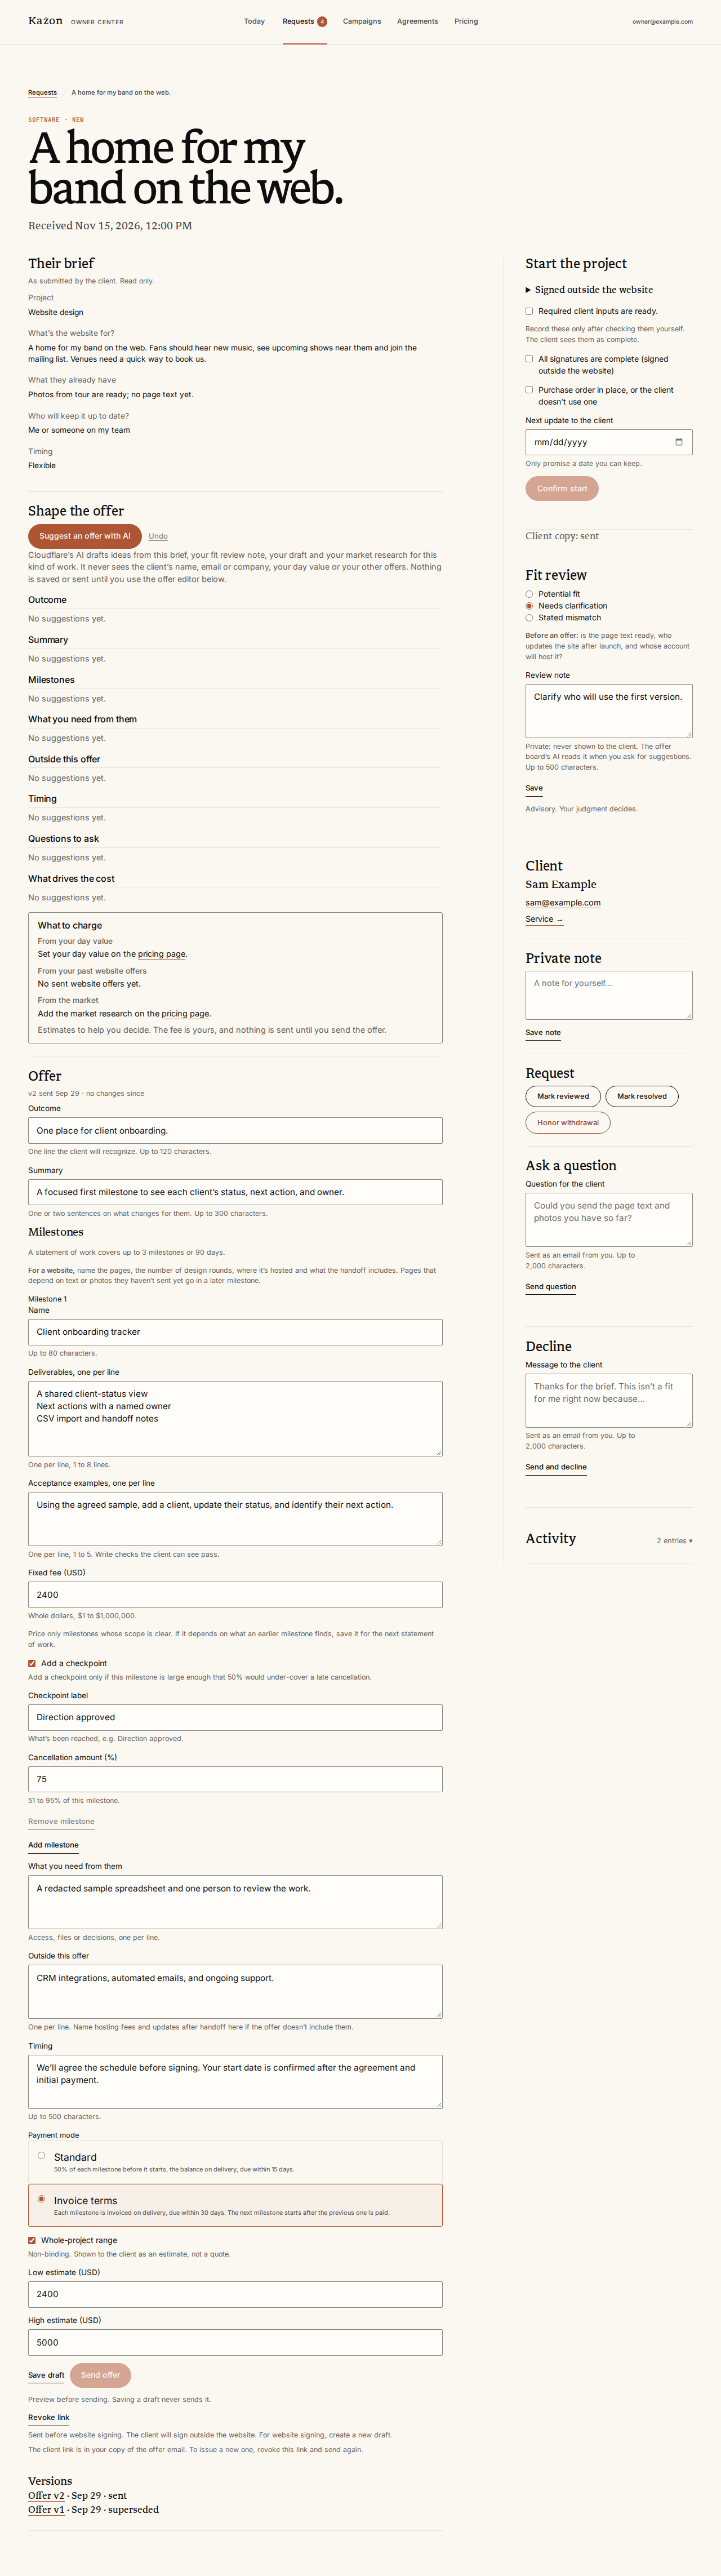 Kazon OWNER CENTER
Today Requests 4 Campaigns Agreements Pricing
owner@example.com
Requests A home for my band on the web.
SOFTWARE · NEW
A home for my
band on the web.
Received Nov 15, 2026, 12:00 PM
Their brief
As submitted by the client. Read only.
Project
Website design
What's the website for?
A home for my band on the web. Fans should hear new music, see upcoming shows near them and join the
mailing list. Venues need a quick way to book us.
What they already have
Photos from tour are ready; no page text yet.
Who will keep it up to date?
Me or someone on my team
Timing
Flexible
Shape the offer
Suggest an offer with AI Undo
Cloudflare's AI drafts ideas from this brief, your fit review note, your draft and your market research for this
kind of work. It never sees the client's name, email or company, your day value or your other offers. Nothing
is saved or sent until you use the offer editor below.
Outcome
No suggestions yet.
Summary
No suggestions yet.
Milestones
No suggestions yet.
What you need from them
No suggestions yet.
Outside this offer
No suggestions yet.
Timing
No suggestions yet.
Questions to ask
No suggestions yet.
What drives the cost
No suggestions yet.
What to charge
From your day value
Set your day value on the pricing page.
From your past website offers
No sent website offers yet.
From the market
Add the market research on the pricing page.
Estimates to help you decide. The fee is yours, and nothing is sent until you send the offer.
Offer
v2 sent Sep 29 · no changes since
Outcome
One place for client onboarding.
One line the client will recognize. Up to 120 characters.
Summary
A focused first milestone to see each client's status, next action, and owner.
One or two sentences on what changes for them. Up to 300 characters.
Milestones
A statement of work covers up to 3 milestones or 90 days.
For a website, name the pages, the number of design rounds, where it's hosted and what the handoff includes. Pages that
depend on text or photos they haven't sent yet go in a later milestone.
Milestone 1
Name
Client onboarding tracker
Up to 80 characters.
Deliverables, one per line
A shared client-status view
Next actions with a named owner
CSV import and handoff notes
One per line, 1 to 8 lines.
Acceptance examples, one per line
Using the agreed sample, add a client, update their status, and identify their next action.
One per line, 1 to 5. Write checks the client can see pass.
Fixed fee (USD)
2400
Whole dollars, $1 to $1,000,000.
Price only milestones whose scope is clear. If it depends on what an earlier milestone finds, save it for the next statement
of work.
Add a checkpoint
Add a checkpoint only if this milestone is large enough that 50% would under-cover a late cancellation.
Checkpoint label
Direction approved
What's been reached, e.g. Direction approved.
Cancellation amount (%)
75
51 to 95% of this milestone.
Remove milestone
Add milestone
What you need from them
A redacted sample spreadsheet and one person to review the work.
Access, files or decisions, one per line.
Outside this offer
CRM integrations, automated emails, and ongoing support.
One per line. Name hosting fees and updates after handoff here if the offer doesn't include them.
Timing
We'll agree the schedule before signing. Your start date is confirmed after the agreement and
initial payment.
Up to 500 characters.
Payment mode
Standard
50% of each milestone before it starts, the balance on delivery, due within 15 days.
Invoice terms
Each milestone is invoiced on delivery, due within 30 days. The next milestone starts after the previous one is paid.
Whole-project range
Non-binding. Shown to the client as an estimate, not a quote.
Low estimate (USD)
2400
High estimate (USD)
5000
Save draft Send offer
Preview before sending. Saving a draft never sends it.
Revoke link
Sent before website signing. The client will sign outside the website. For website signing, create a new draft.
The client link is in your copy of the offer email. To issue a new one, revoke this link and send again.
Versions
Offer v2 · Sep 29 · sent
Offer v1 · Sep 29 · superseded
Start the project
▶ Signed outside the website
Required client inputs are ready.
Record these only after checking them yourself.
The client sees them as complete.
All signatures are complete (signed
outside the website)
Purchase order in place, or the client
doesn't use one
Next update to the client
mm/dd/yyyy
Only promise a date you can keep.
Confirm start
Client copy: sent
Fit review
Potential fit
Needs clarification
Stated mismatch
Before an offer: is the page text ready, who
updates the site after launch, and whose account
will host it?
Review note
Clarify who will use the first version.
Private: never shown to the client. The offer
board's AI reads it when you ask for suggestions.
Up to 500 characters.
Save
Advisory. Your judgment decides.
Client
Sam Example
sam@example.com
Service →
Private note
A note for yourself...
Save note
Request
Mark reviewed Mark resolved
Honor withdrawal
Ask a question
Question for the client
Could you send the page text and
photos you have so far?
Sent as an email from you. Up to
2,000 characters.
Send question
Decline
Message to the client
Thanks for the brief. This isn't a fit
for me right now because...
Sent as an email from you. Up to
2,000 characters.
Send and decline
Activity 2 entries ▾